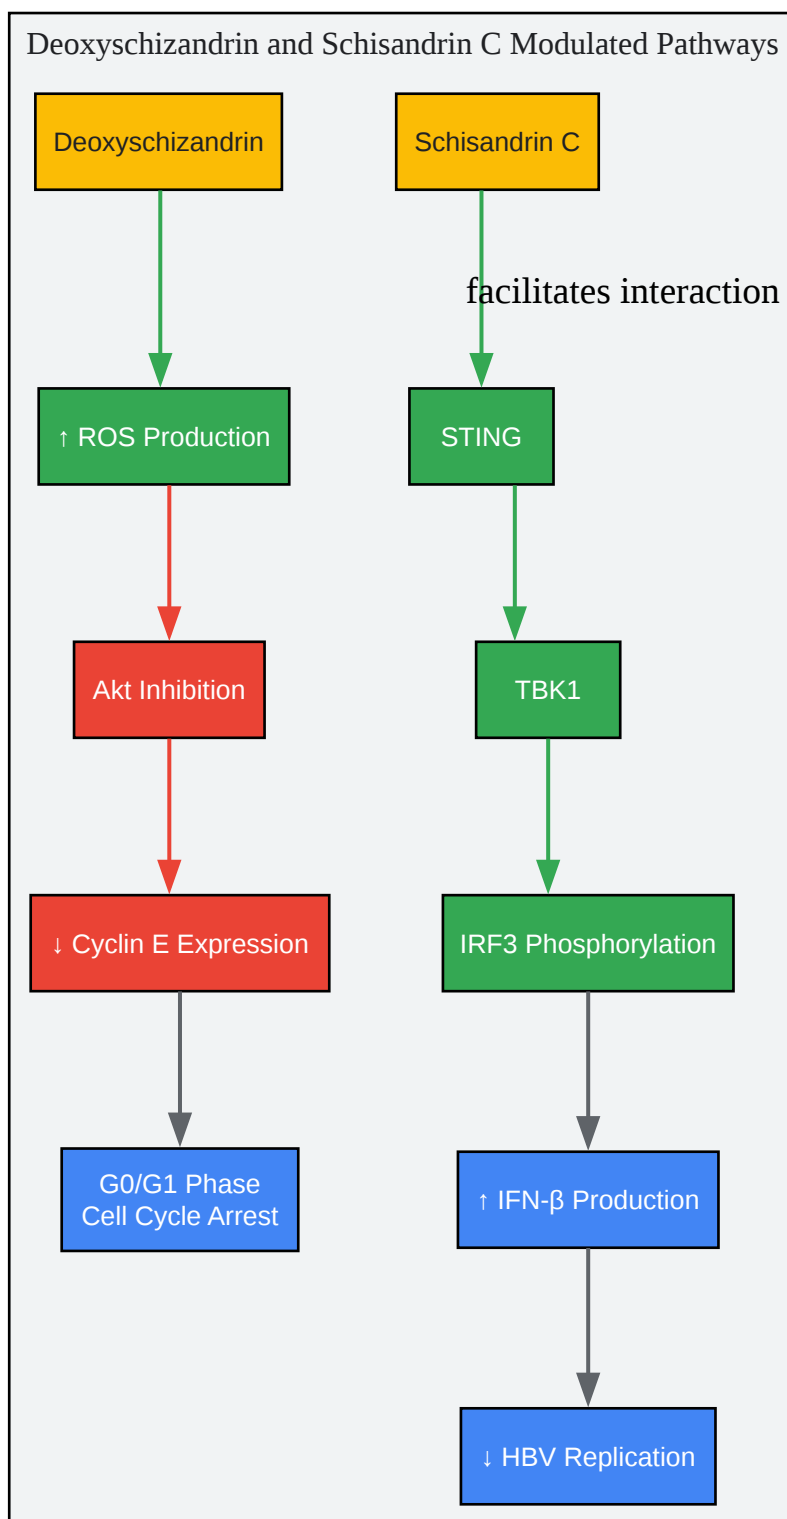 Deoxyschizandrin and Schisandrin C Modulated Pathways
Deoxyschizandrin
Schisandrin C
facilitates interaction
↑ ROS Production
STING
Akt Inhibition
TBK1
↓ Cyclin E Expression
IRF3 Phosphorylation
G0/G1 Phase
Cell Cycle Arrest
↑ IFN-β Production
↓ HBV Replication